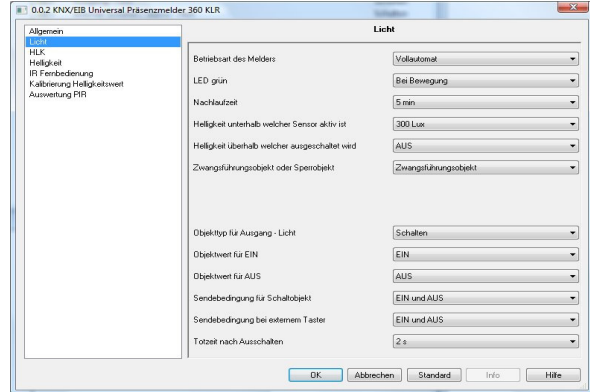 0.0.2 KNX/EIB Universal Präsenzmelder 360 KLR
Allgemein
Licht
HLK
Helligkeit
IR Fernbedienung
Kalibrierung Helligkeitswert
Auswertung PIR
Licht
Betriebsart des Melders Vollautomat
LED grün Bei Bewegung
Nachlaufzeit 5 min
Helligkeit unterhalb welcher Sensor aktiv ist 300 Lux
Helligkeit überhalb welcher ausgeschaltet wird AUS
Zwangsführungsobjekt oder Sperrobjekt Zwangsführungsobjekt
Objekttyp für Ausgang - Licht Schalten
Objektwert für EIN EIN
Objektwert für AUS AUS
Sendebedingung für Schaltobjekt EIN und AUS
Sendebedingung bei externem Taster EIN und AUS
Totzeit nach Ausschalten 2 s
OK Abbrechen Standard Info Hilfe